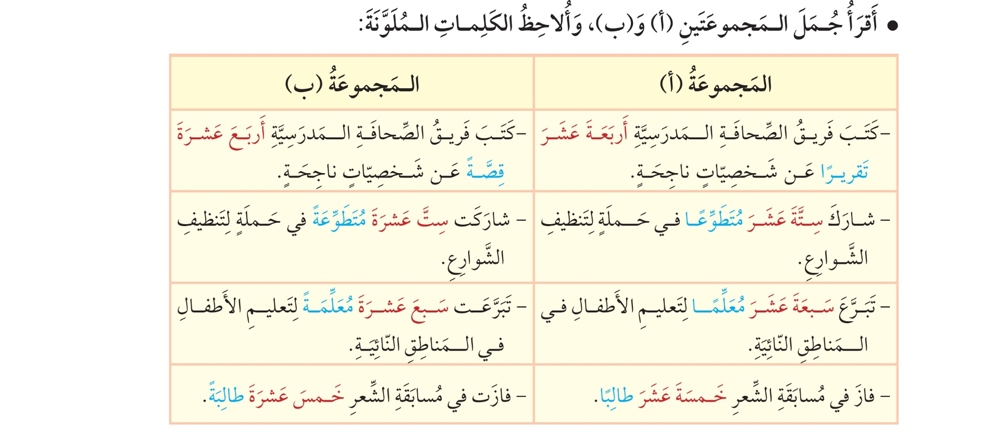 • أَقرَأُ جُمَلَ المَجموعَتَينِ (أ) وَ(ب)، وَأُلاحِظُ الكَلِماتِ المُلَوَّنَةَ:
المَجموعَةُ (أ)
المَجموعَةُ (ب)
–كَتَبَ فَريقُ الصِّحافَةِ المَدرَسِيَّةِ أَربَعَةَ عَشَرَ
تَقريرًا عَن شَخصِيّاتٍ ناجِحَةٍ.
–كَتَبَ فَريقُ الصِّحافَةِ المَدرَسِيَّةِ أَربَعَ عَشرَةَ
قِصَّةً عَن شَخصِيّاتٍ ناجِحَةٍ.
– شارَكَ سِتَّةَ عَشَرَ مُتَطَوِّعًا في حَملَةٍ لِتَنظيفِ
الشَّوارِعِ.
– شارَكَت سِتَّ عَشرَةَ مُتَطَوِّعَةً في حَملَةٍ لِتَنظيفِ
الشَّوارِعِ.
– تَبَرَّعَ سَبعَةَ عَشَرَ مُعَلِّمًا لِتَعليمِ الأَطفالِ في
المَناطِقِ النّائِيَةِ.
– تَبَرَّعَت سَبعَ عَشرَةَ مُعَلِّمَةً لِتَعليمِ الأَطفالِ
في المَناطِقِ النّائِيَةِ.
– فازَ في مُسابَقَةِ الشِّعرِ خَمسَةَ عَشَرَ طالِبًا.
– فازَت في مُسابَقَةِ الشِّعرِ خَمسَ عَشرَةَ طالِبَةً.